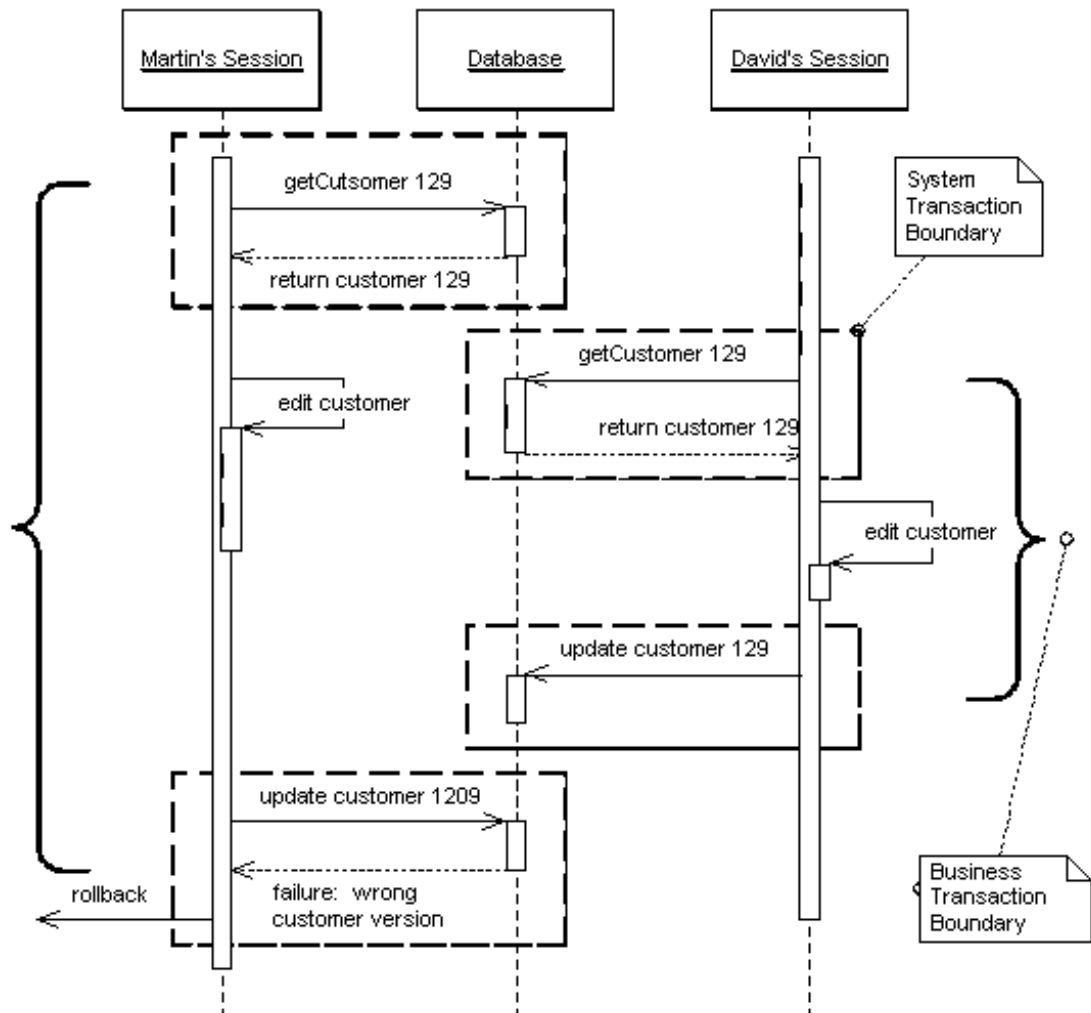 Martin's Session
Database
David's Session
getCutsomer 129
return customer 129
System
Transaction
Boundary
getCustomer 129
edit customer
return customer 129
edit customer
update customer 129
update customer 1209
failure: wrong
customer version
rollback
Business
Transaction
Boundary